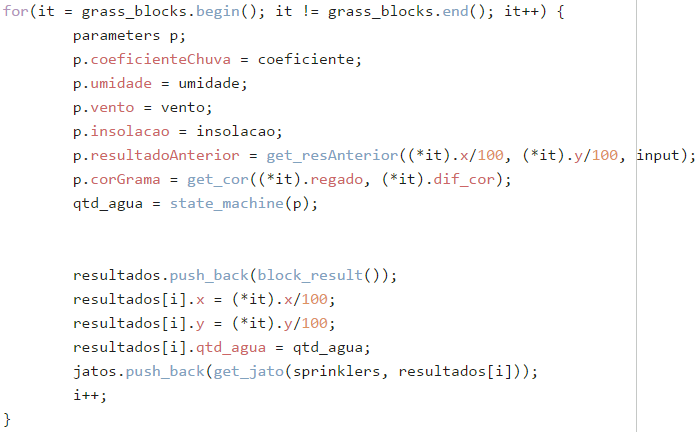 for(it = grass_blocks.begin(); it != grass_blocks.end(); it++) {
parameters p;
p.coeficienteChuva = coeficiente;
p.umidade = umidade;
p.vento = vento;
p.insolacao = insolacao;
p.resultadoAnterior = get_resAnterior((*it).x/100, (*it).y/100, input);
p.corGrama = get_cor((*it).regado, (*it).dif_cor);
qtd_agua = state_machine(p);
resultados.push_back(block_result());
resultados[i].x = (*it).x/100;
resultados[i].y = (*it).y/100;
resultados[i].qtd_agua = qtd_agua;
jatos.push_back(get_jato(sprinklers, resultados[i]));
i++;
}